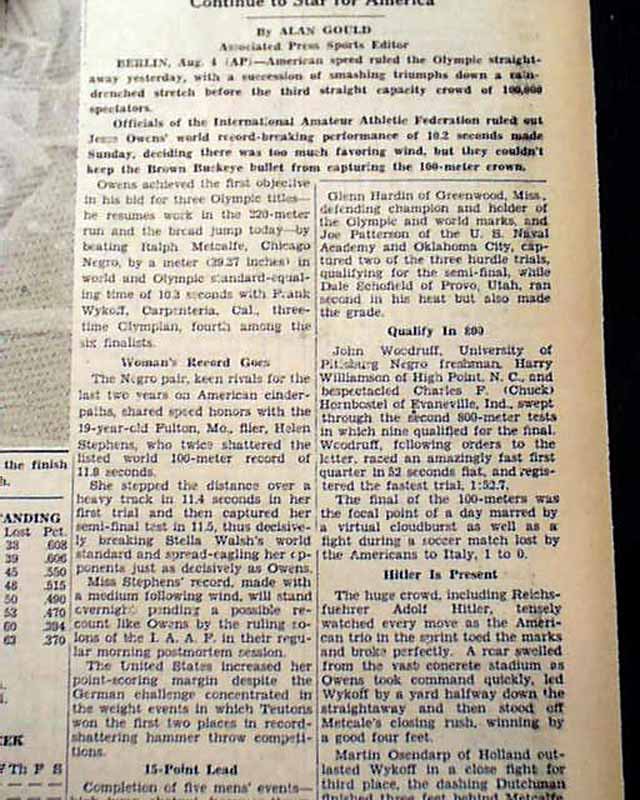 Continue to Star for America
By ALAN GOULD
Associated Press Sports Editor
BERLIN, Aug. 4 (AP)—American speed ruled the Olympic straight-
away yesterday, with a succession of smashing triumphs down a rain-
drenched stretch before the third straight capacity crowd of 100,000
spectators.
Officials of the International Amateur Athletic Federation ruled out
Jesse Owens' world record-breaking performance of 10.2 seconds made
Sunday, deciding there was too much favoring wind, but they couldn't
keep the Brown Buckeye bullet from capturing the 100-meter crown.
Owens achieved the first objective
in his bid for three Olympic titles—
he resumes work in the 220-meter
run and the broad jump today—by
beating Ralph Metcalfe, Chicago
Negro, by a meter (39.37 inches) in
world and Olympic standard-equal-
ing time of 10.3 seconds with Frank
Wykoff, Carpenteria, Cal., three-
time Olympian, fourth among the
six finalists.
Woman's Record Goes
The Negro pair, keen rivals for the
last two years on American cinder-
paths, shared speed honors with the
19-year-old Fulton, Mo., flier, Helen
Stephens, who twice shattered the
listed world 100-meter record of
11.8 seconds.
She stepped the distance over a
heavy track in 11.4 seconds in her
first trial and then captured her
semi-final test in 11.5, thus decisive-
ly breaking Stella Walsh's world
standard and spread-eagling her op-
ponents just as decisively as Owens.
Miss Stephens' record, made with
a medium following wind, will stand
overnight pending a possible re-
count like Owens by the ruling so-
lons of the I. A. A. F. in their regu-
lar morning postmortem session.
The United States increased her
point-scoring margin despite the
German challenge concentrated in
the weight events in which Teutons
won the first two places in record-
shattering hammer throw competi-
tions.
15-Point Lead
Completion of five mens' events—
Glenn Hardin of Greenwood, Miss.,
defending champion and holder of
the Olympic and world marks, and
Joe Patterson of the U. S. Naval
Academy and Oklahoma City, cap-
tured two of the three hurdle trials,
qualifying for the semi-final, while
Dale Schofield of Provo, Utah, ran
second in his heat but also made
the grade.
Qualify In 800
John Woodruff, University of
Pittsburg Negro freshman, Harry
Williamson of High Point, N. C., and
bespectacled Charles F. (Chuck)
Hornbostel of Evansville, Ind., swept
through the second 800-meter tests
in which nine qualified for the final.
Woodruff, following orders to the
letter, raced an amazingly fast first
quarter in 52 seconds flat, and regis-
tered the fastest trial, 1:52.7.
The final of the 100-meters was
the focal point of a day marred by
a virtual cloudburst as well as a
fight during a soccer match lost by
the Americans to Italy, 1 to 0.
Hitler Is Present
The huge crowd, including Reichs-
fuehrer Adolf Hitler, tensely
watched every move as the Ameri-
can trio in the sprint toed the marks
and broke perfectly. A roar swelled
from the vast concrete stadium as
Owens took command quickly, led
Wykoff by a yard halfway down the
straightaway and then stood off
Metcalfe's closing rush, winning by
a good four feet.
Martin Osendarp of Holland out-
lasted Wykoff in a close fight for
third place, the dashing Dutchman
finished three feet behind Metcalfe
the finish
h.
TANDING
Lost Pct.
38 .608
39 .606
45 .550
48 .515
50 .490
53 .470
60 .394
63 .370
EEK
Th F S